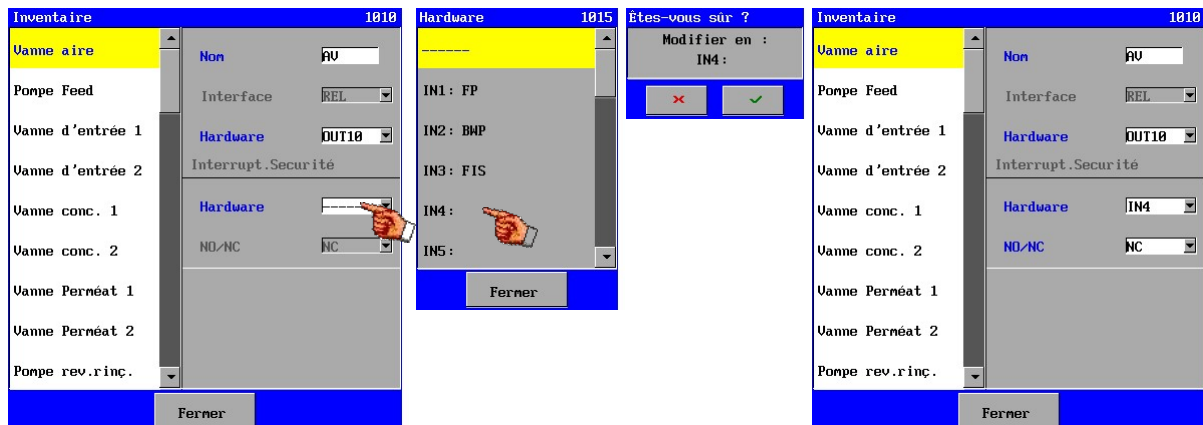 Inventaire 1010
Vanne aire
Pompe Feed
Vanne d'entrée 1
Vanne d'entrée 2
Vanne conc. 1
Vanne conc. 2
Vanne Perméat 1
Vanne Perméat 2
Pompe rev.rinç.
Nom AV
Interface REL
Hardware OUT10
Interrupt.Securité
Hardware ------
NO/NC NC
Fermer
Hardware 1015
------
IN1: FP
IN2: BWP
IN3: FIS
IN4:
IN5:
Fermer
Êtes-vous sûr ?
Modifier en :
IN4:
Inventaire 1010
Vanne aire
Pompe Feed
Vanne d'entrée 1
Vanne d'entrée 2
Vanne conc. 1
Vanne conc. 2
Vanne Perméat 1
Vanne Perméat 2
Pompe rev.rinç.
Nom AV
Interface REL
Hardware OUT10
Interrupt.Securité
Hardware IN4
NO/NC NC
Fermer